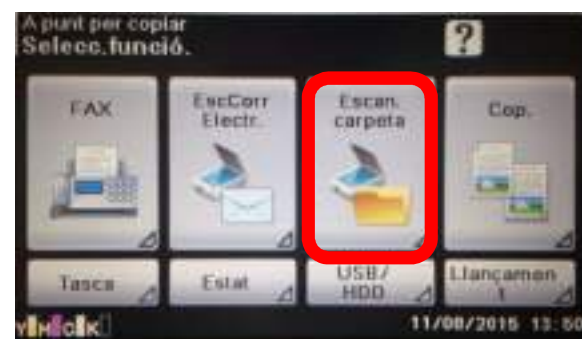 A punt per copiar
Selecc.funció.
?
FAX
EscCorr
Electr.
Escan.
carpeta
Cop.
Tasca
Estat
USB/
HDD
Llançamen
t
Y M C K
11/08/2015 13:50